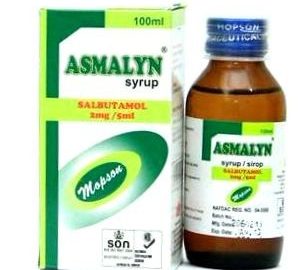 100ml
ASMALYN®
syrup
SALBUTAMOL
2mg /5ml
Mopson
son
MOPSON
100ml
ASMALYN®
syrup / sirop
SALBUTAMOL
2mg /5ml
NAFDAC REG. NO.
Batch No.
Mfg. Date
Exp. Date